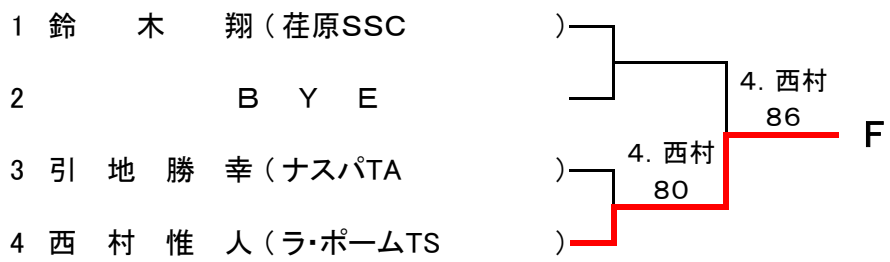 1 鈴 木 翔 ( 荏原SSC )
2 B Y E
4. 西村
86
F
3 引 地 勝 幸 ( ナスパTA )
4. 西村
80
4 西 村 惟 人 ( ラ・ポームTS )